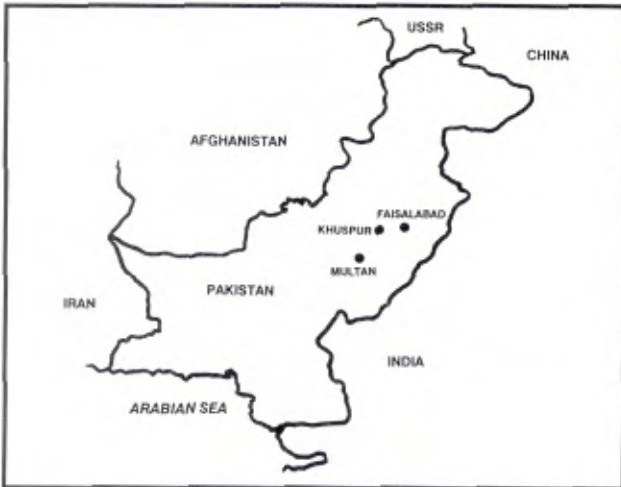 USSR
CHINA
AFGHANISTAN
FAISALABAD
KHUSPUR
MULTAN
PAKISTAN
IRAN
INDIA
ARABIAN SEA